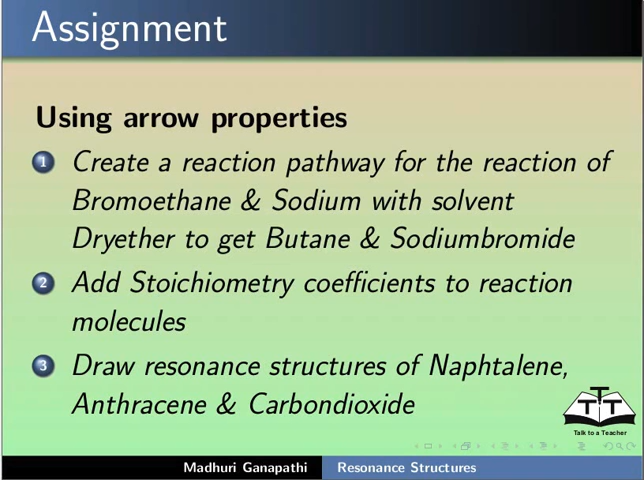 Assignment
Using arrow properties
1 Create a reaction pathway for the reaction of
Bromoethane & Sodium with solvent
Dryether to get Butane & Sodiumbromide
2 Add Stoichiometry coefficients to reaction
molecules
3 Draw resonance structures of Naphtalene,
Anthracene & Carbondioxide
TTT
Talk to a Teacher
Madhuri Ganapathi Resonance Structures